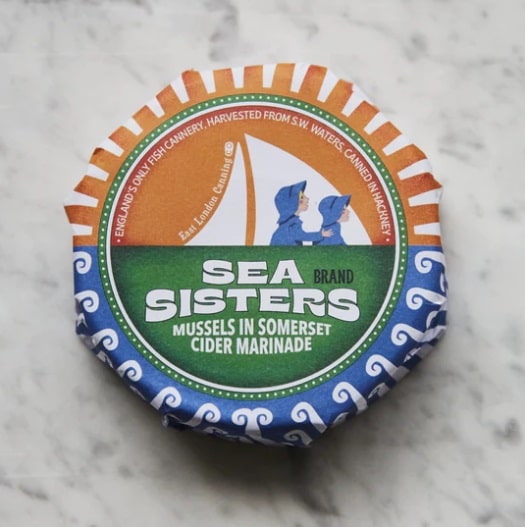 • ENGLAND'S ONLY FISH CANNERY, HARVESTED FROM S.W. WATERS, CANNED IN HACKNEY •
East London Canning Co
SEA
BRAND
SISTERS
MUSSELS IN SOMERSET
CIDER MARINADE